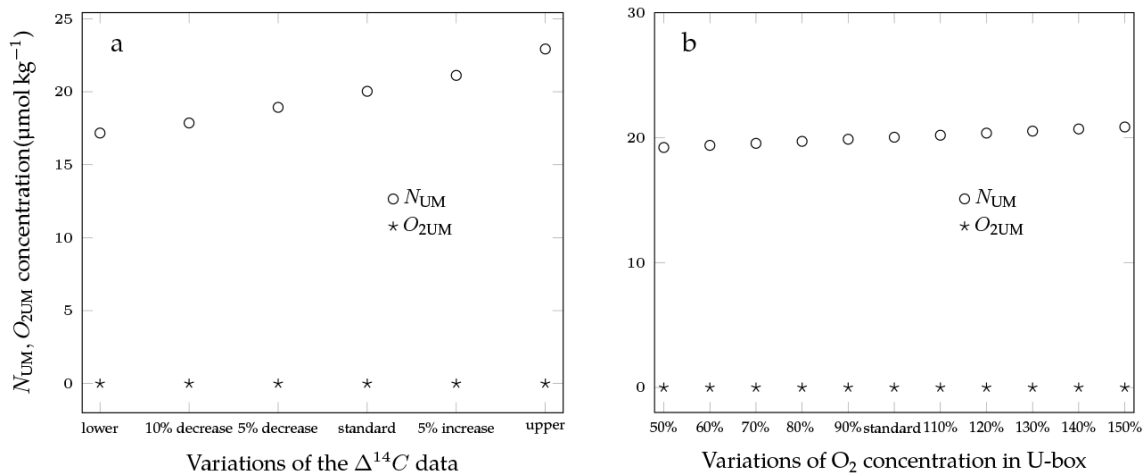 a
25
20
15
10
5
0
N_UM, O_2UM concentration(µmol kg⁻¹)
N_UM
O_2UM
lower 10% decrease 5% decrease standard 5% increase upper
Variations of the Δ¹⁴C data
b
30
20
10
0
N_UM
O_2UM
50% 60% 70% 80% 90% standard 110% 120% 130% 140% 150%
Variations of O₂ concentration in U-box